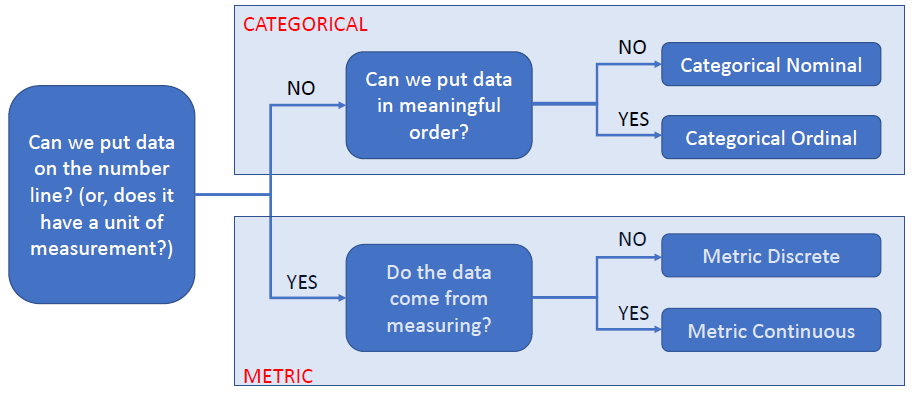 CATEGORICAL
Can we put data
on the number
line? (or, does it
have a unit of
measurement?)
NO
Can we put data
in meaningful
order?
NO
Categorical Nominal
YES
Categorical Ordinal
YES
Do the data
come from
measuring?
NO
Metric Discrete
YES
Metric Continuous
METRIC